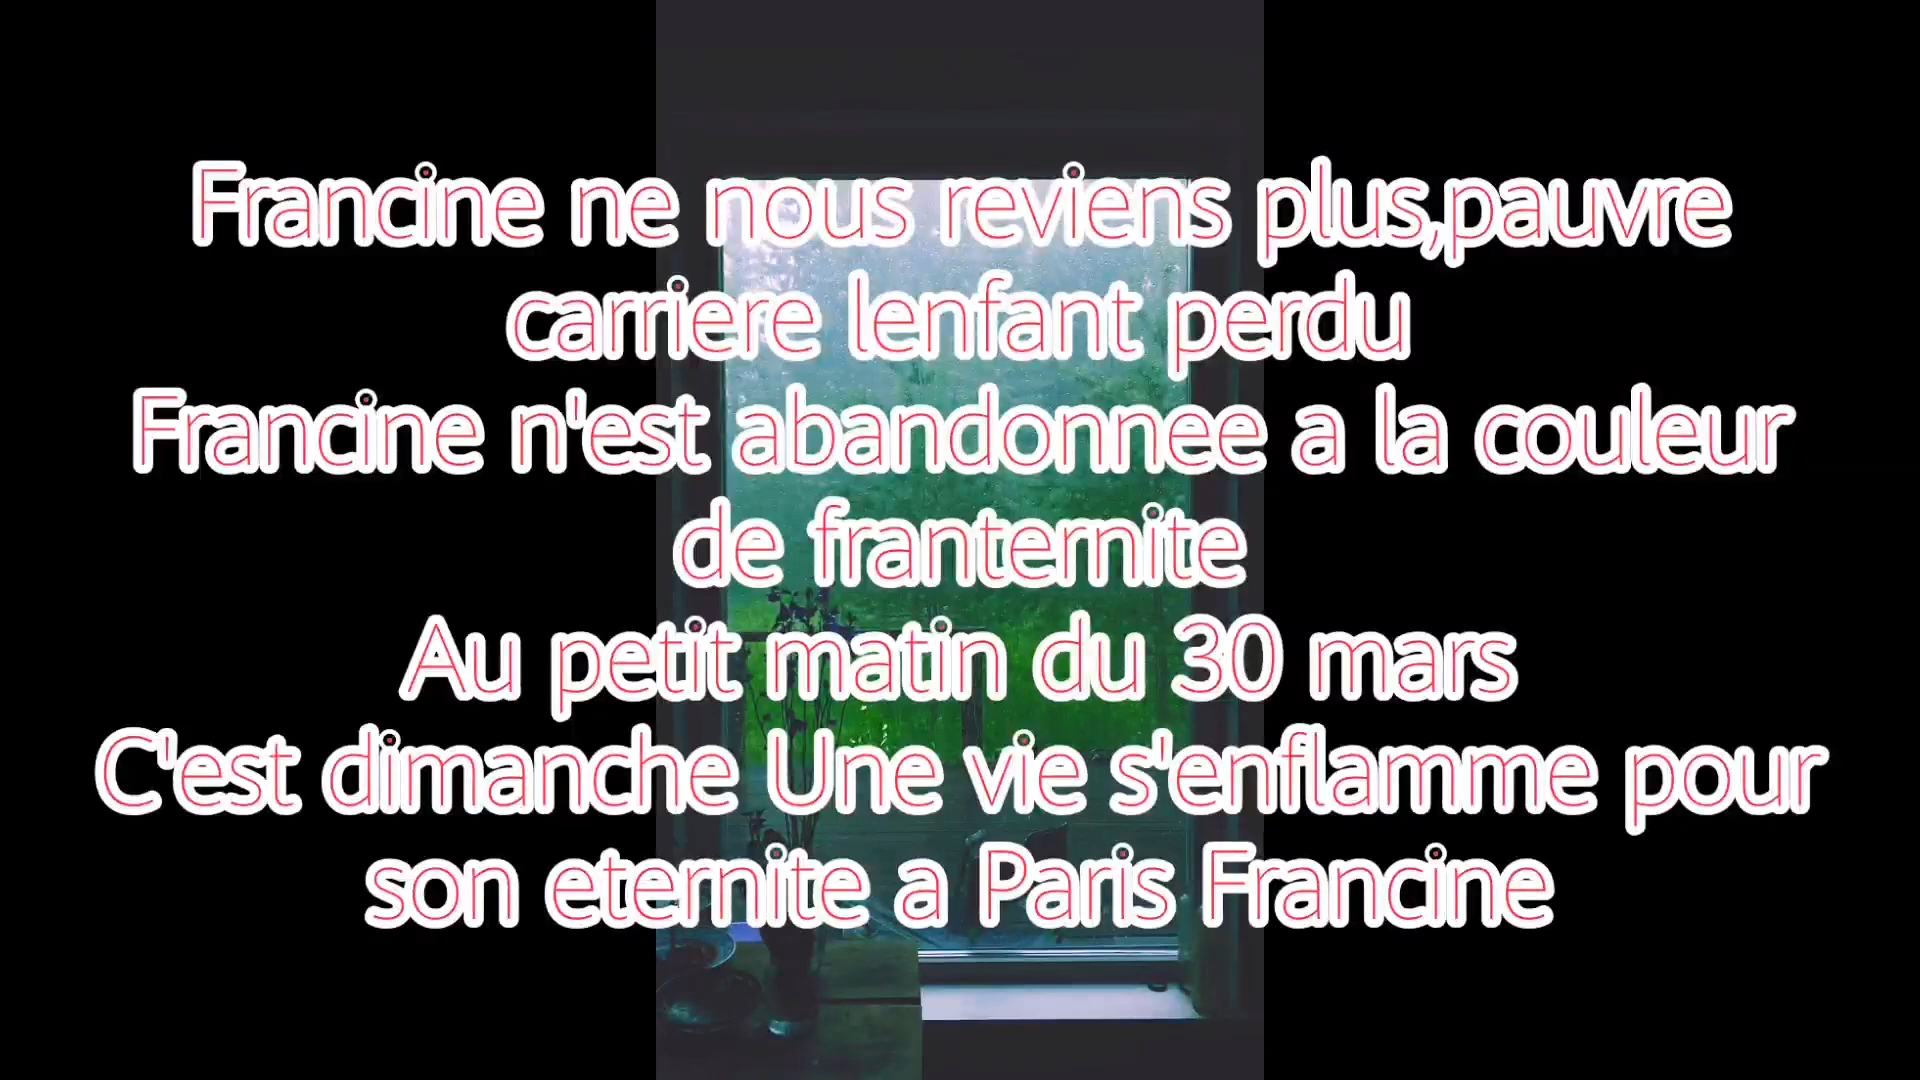 Francine ne nous reviens plus,pauvre
carriere lenfant perdu
Francine n'est abandonnee a la couleur
de franternite
Au petit matin du 30 mars
C'est dimanche Une vie s'enflamme pour
son eternite a Paris Francine